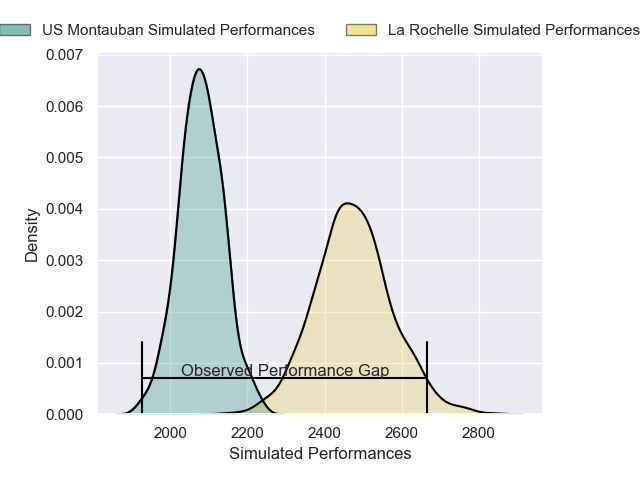 US Montauban Simulated Performances
La Rochelle Simulated Performances
0.007
0.006
0.005
0.004
0.003
0.002
0.001
0.000
Density
Observed Performance Gap
2000
2200
2400
2600
2800
Simulated Performances